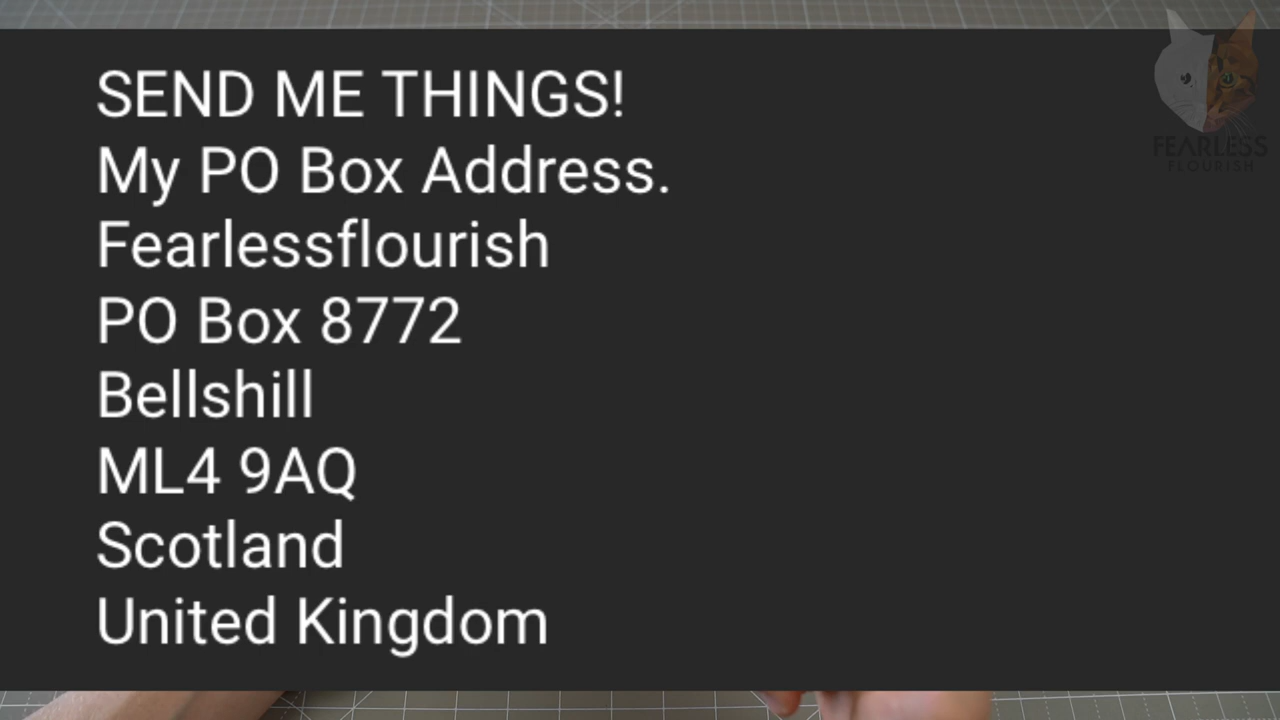 SEND ME THINGS!
My PO Box Address.
Fearlessflourish
PO Box 8772
Bellshill
ML4 9AQ
Scotland
United Kingdom
FEARLESS
FLOURISH